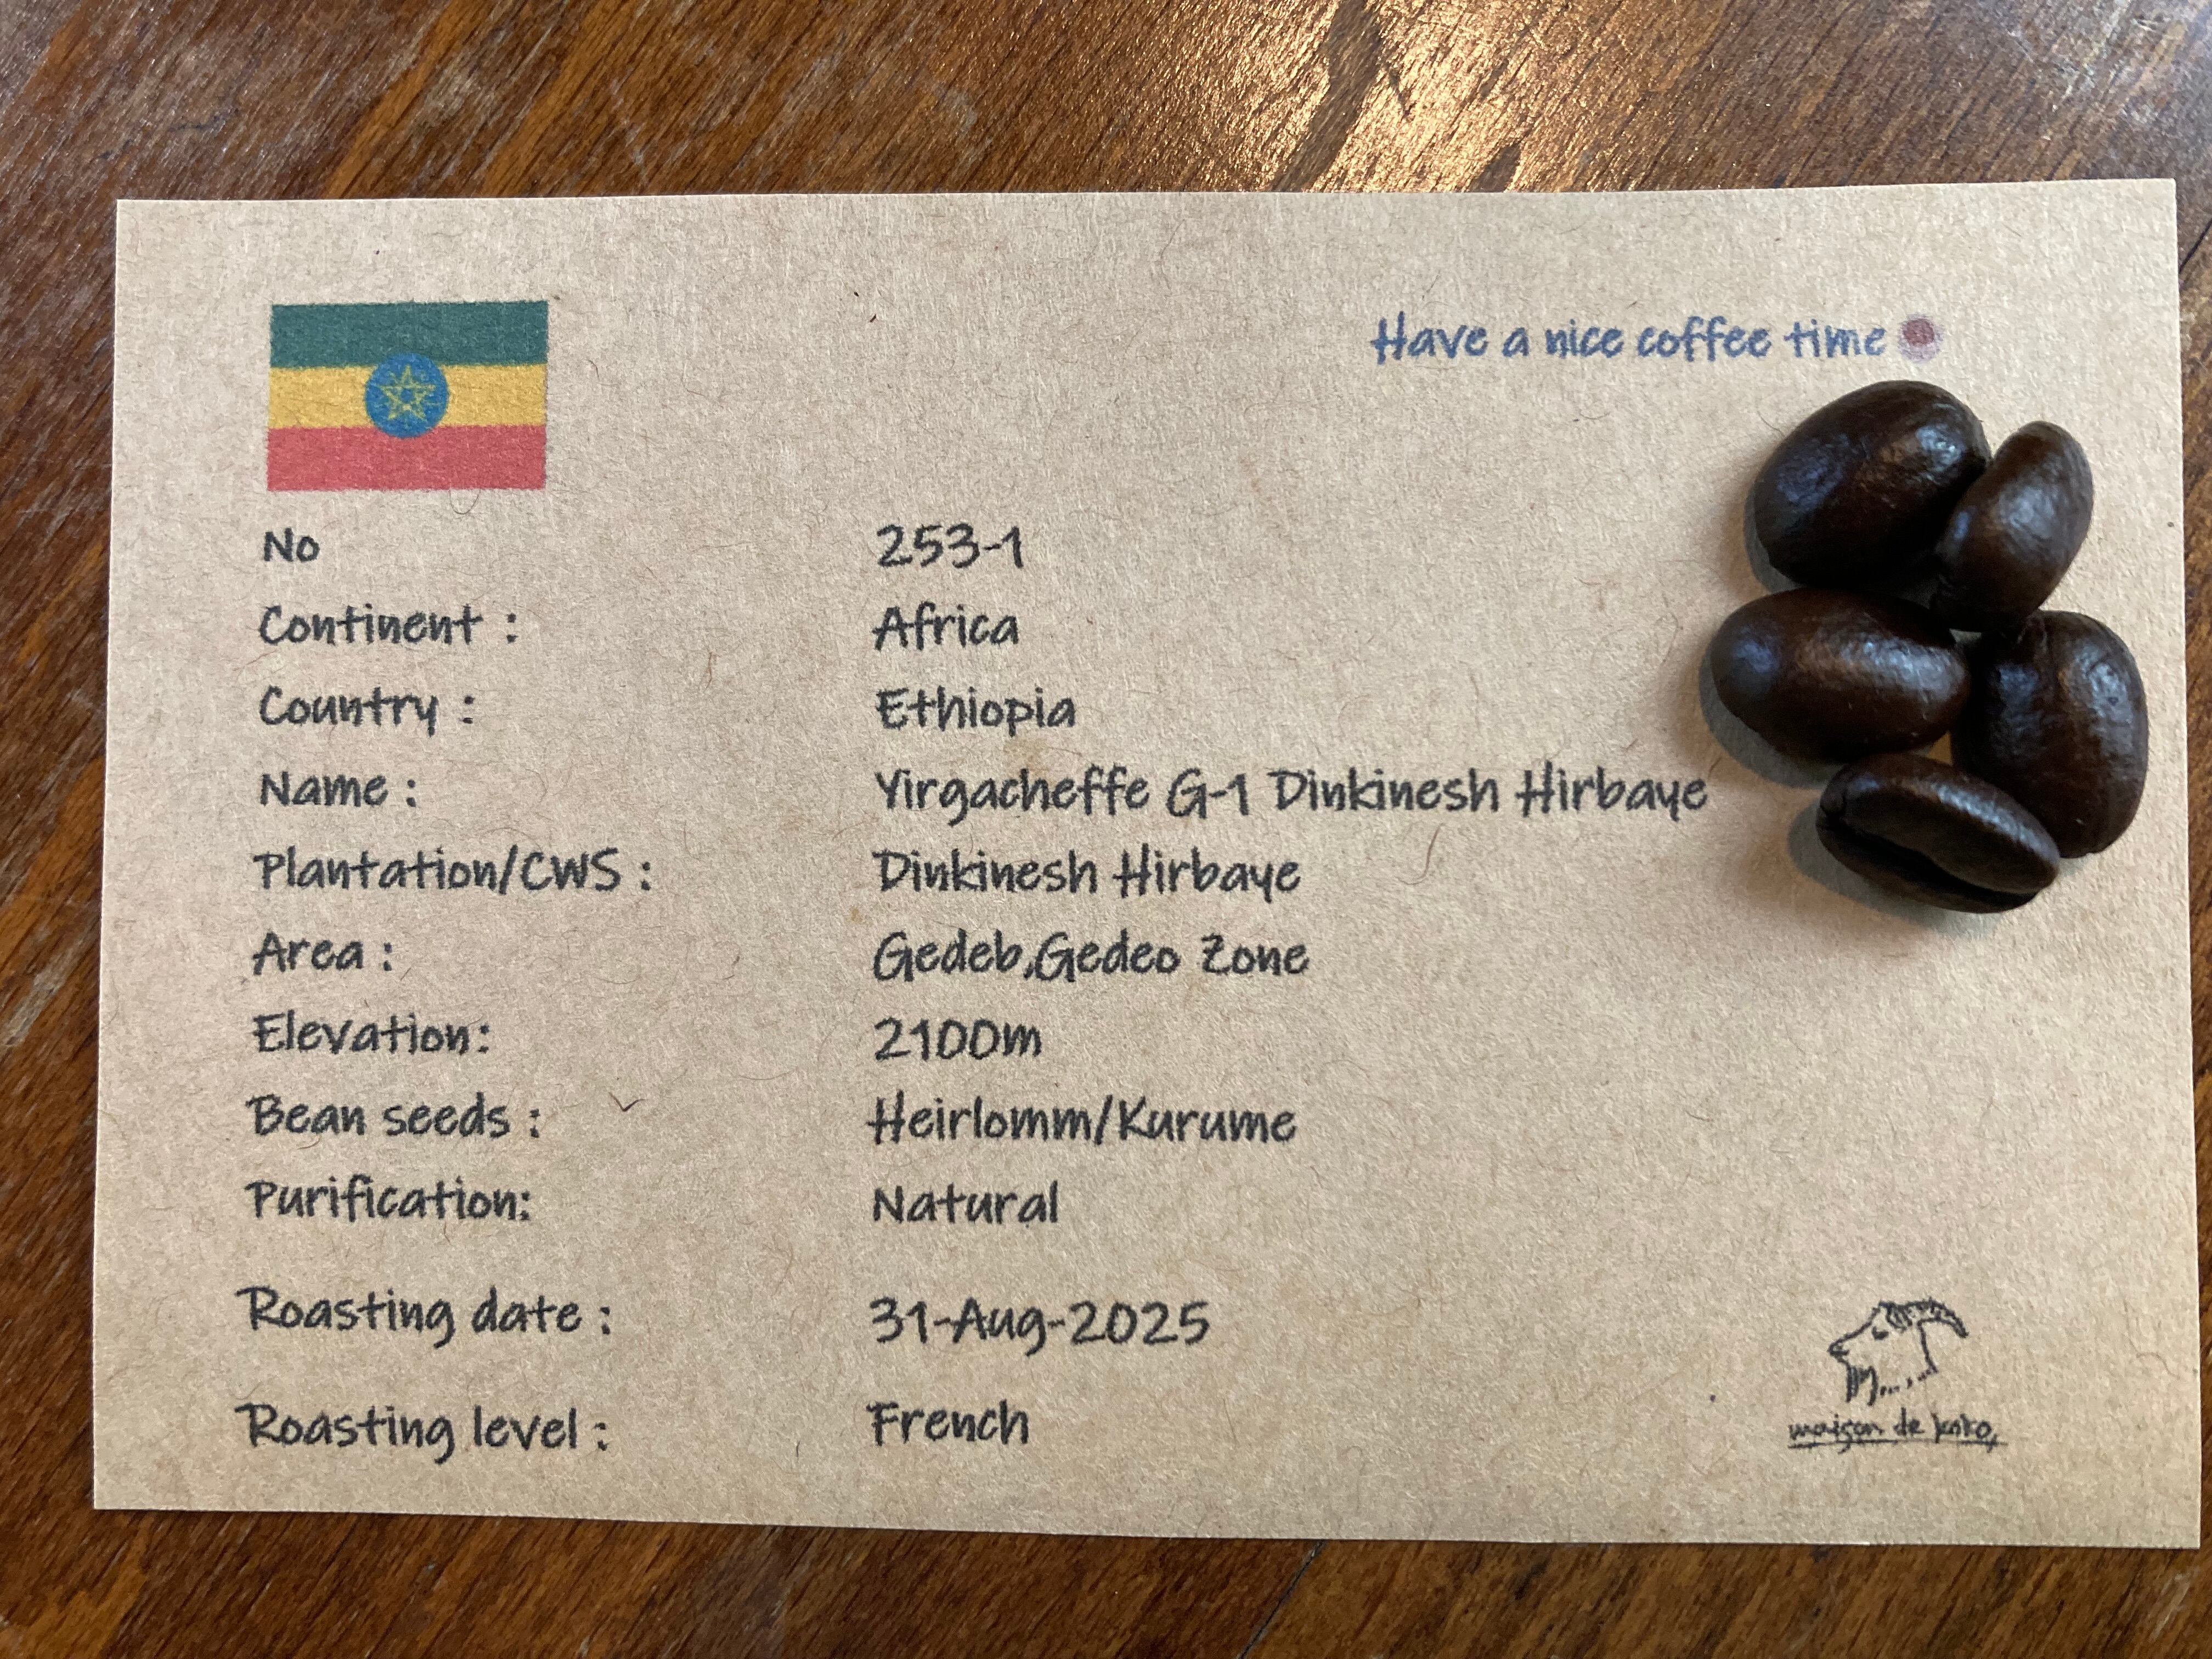 Have a nice coffee time
No 253-1
Continent : Africa
Country : Ethiopia
Name : Yirgacheffe G-1 Dinkinesh Hirbaye
Plantation/CWS : Dinkinesh Hirbaye
Area : Gedeb,Gedeo Zone
Elevation: 2100m
Bean seeds : Heirlomm/Kurume
Purification: Natural
Roasting date : 31-Aug-2025
Roasting level : French
maison de koko,